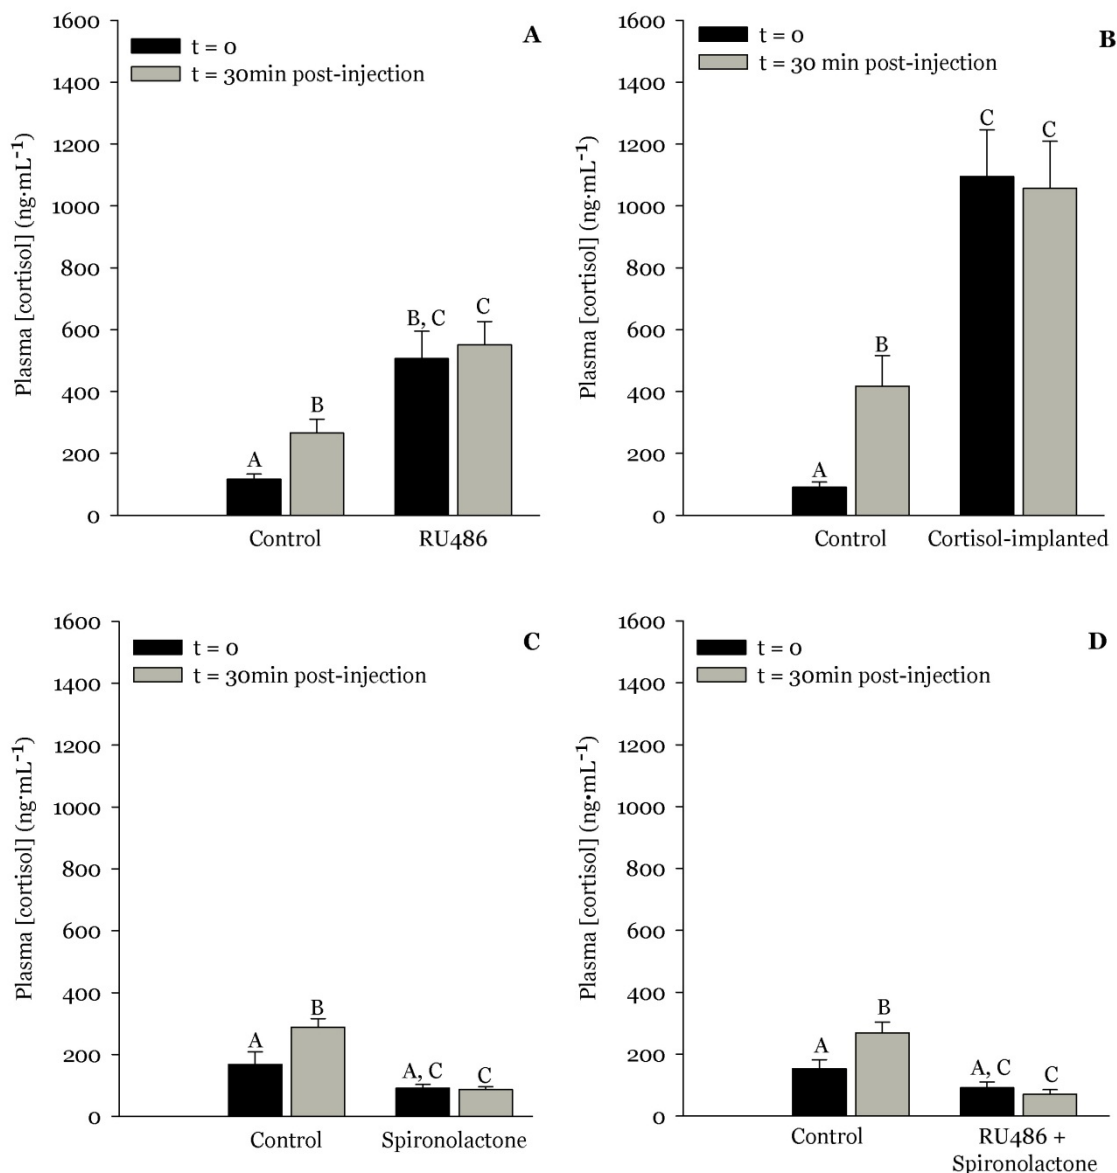 A
t = 0
t = 30min post-injection
Plasma [cortisol] (ng·mL⁻¹)
1600
1400
1200
1000
800
600
400
200
0
A
B
B, C
C
Control
RU486
B
t = 0
t = 30 min post-injection
Plasma [cortisol] (ng·mL⁻¹)
1600
1400
1200
1000
800
600
400
200
0
A
B
C
C
Control
Cortisol-implanted
C
t = 0
t = 30min post-injection
Plasma [cortisol] (ng·mL⁻¹)
1600
1400
1200
1000
800
600
400
200
0
A
B
A, C
C
Control
Spironolactone
D
t = 0
t = 30min post-injection
Plasma [cortisol] (ng•mL⁻¹)
1600
1400
1200
1000
800
600
400
200
0
A
B
A, C
C
Control
RU486 +
Spironolactone